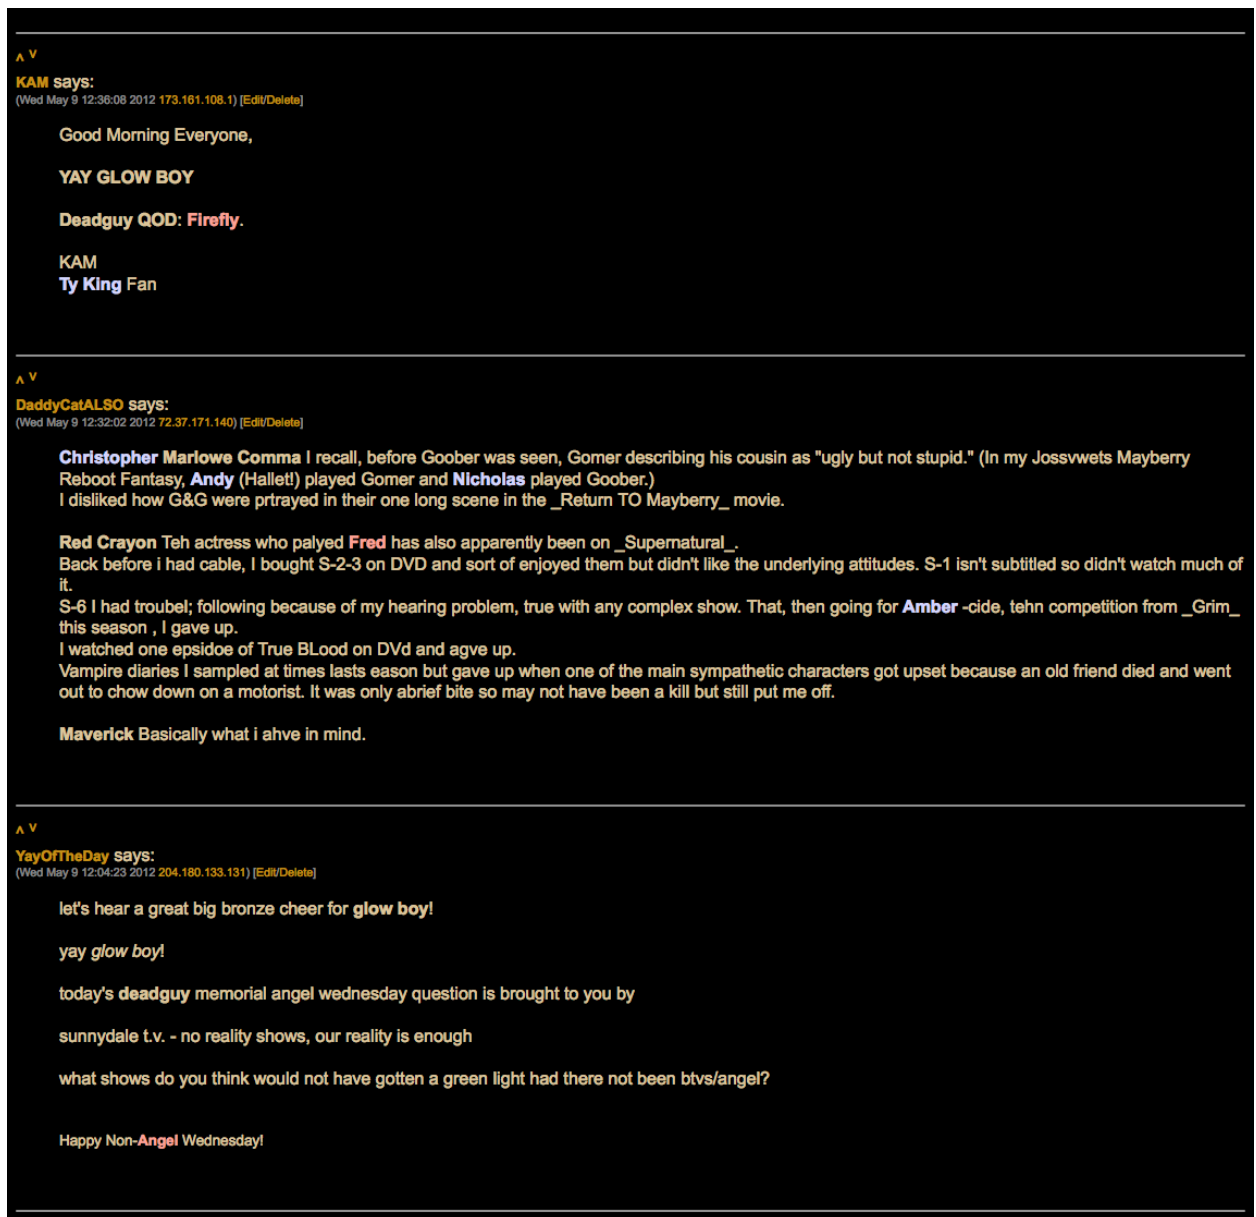 ∧ ∨
KAM says:
(Wed May 9 12:36:08 2012 173.161.108.1) [Edit/Delete]
Good Morning Everyone,
YAY GLOW BOY
Deadguy QOD: Firefly.
KAM
Ty King Fan
∧ ∨
DaddyCatALSO says:
(Wed May 9 12:32:02 2012 72.37.171.140) [Edit/Delete]
Christopher Marlowe Comma I recall, before Goober was seen, Gomer describing his cousin as "ugly but not stupid." (In my Jossvwets Mayberry
Reboot Fantasy, Andy (Hallet!) played Gomer and Nicholas played Goober.)
I disliked how G&G were prtrayed in their one long scene in the _Return TO Mayberry_ movie.
Red Crayon Teh actress who palyed Fred has also apparently been on _Supernatural_.
Back before i had cable, I bought S-2-3 on DVD and sort of enjoyed them but didn't like the underlying attitudes. S-1 isn't subtitled so didn't watch much of
it.
S-6 I had troubel; following because of my hearing problem, true with any complex show. That, then going for Amber -cide, tehn competition from _Grim_
this season , I gave up.
I watched one epsidoe of True BLood on DVd and agve up.
Vampire diaries I sampled at times lasts eason but gave up when one of the main sympathetic characters got upset because an old friend died and went
out to chow down on a motorist. It was only abrief bite so may not have been a kill but still put me off.
Maverick Basically what i ahve in mind.
∧ ∨
YayOfTheDay says:
(Wed May 9 12:04:23 2012 204.180.133.131) [Edit/Delete]
let's hear a great big bronze cheer for glow boy!
yay glow boy!
today's deadguy memorial angel wednesday question is brought to you by
sunnydale t.v. - no reality shows, our reality is enough
what shows do you think would not have gotten a green light had there not been btvs/angel?
Happy Non-Angel Wednesday!